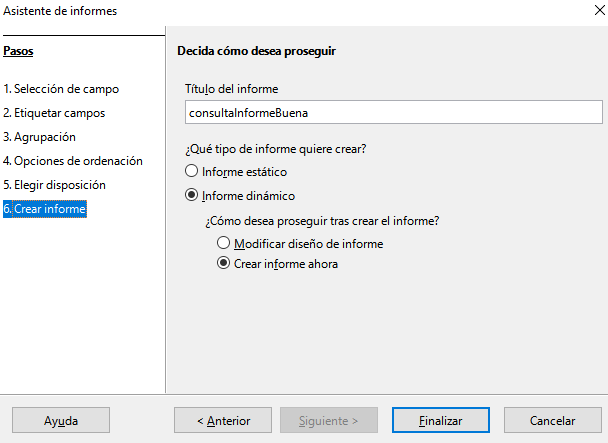 Asistente de informes
Pasos
1. Selección de campo
2. Etiquetar campos
3. Agrupación
4. Opciones de ordenación
5. Elegir disposición
6. Crear informe
Decida cómo desea proseguir
Título del informe
consultaInformeBuena
¿Qué tipo de informe quiere crear?
Informe estático
Informe dinámico
¿Cómo desea proseguir tras crear el informe?
Modificar diseño de informe
Crear informe ahora
Ayuda
< Anterior
Siguiente >
Finalizar
Cancelar